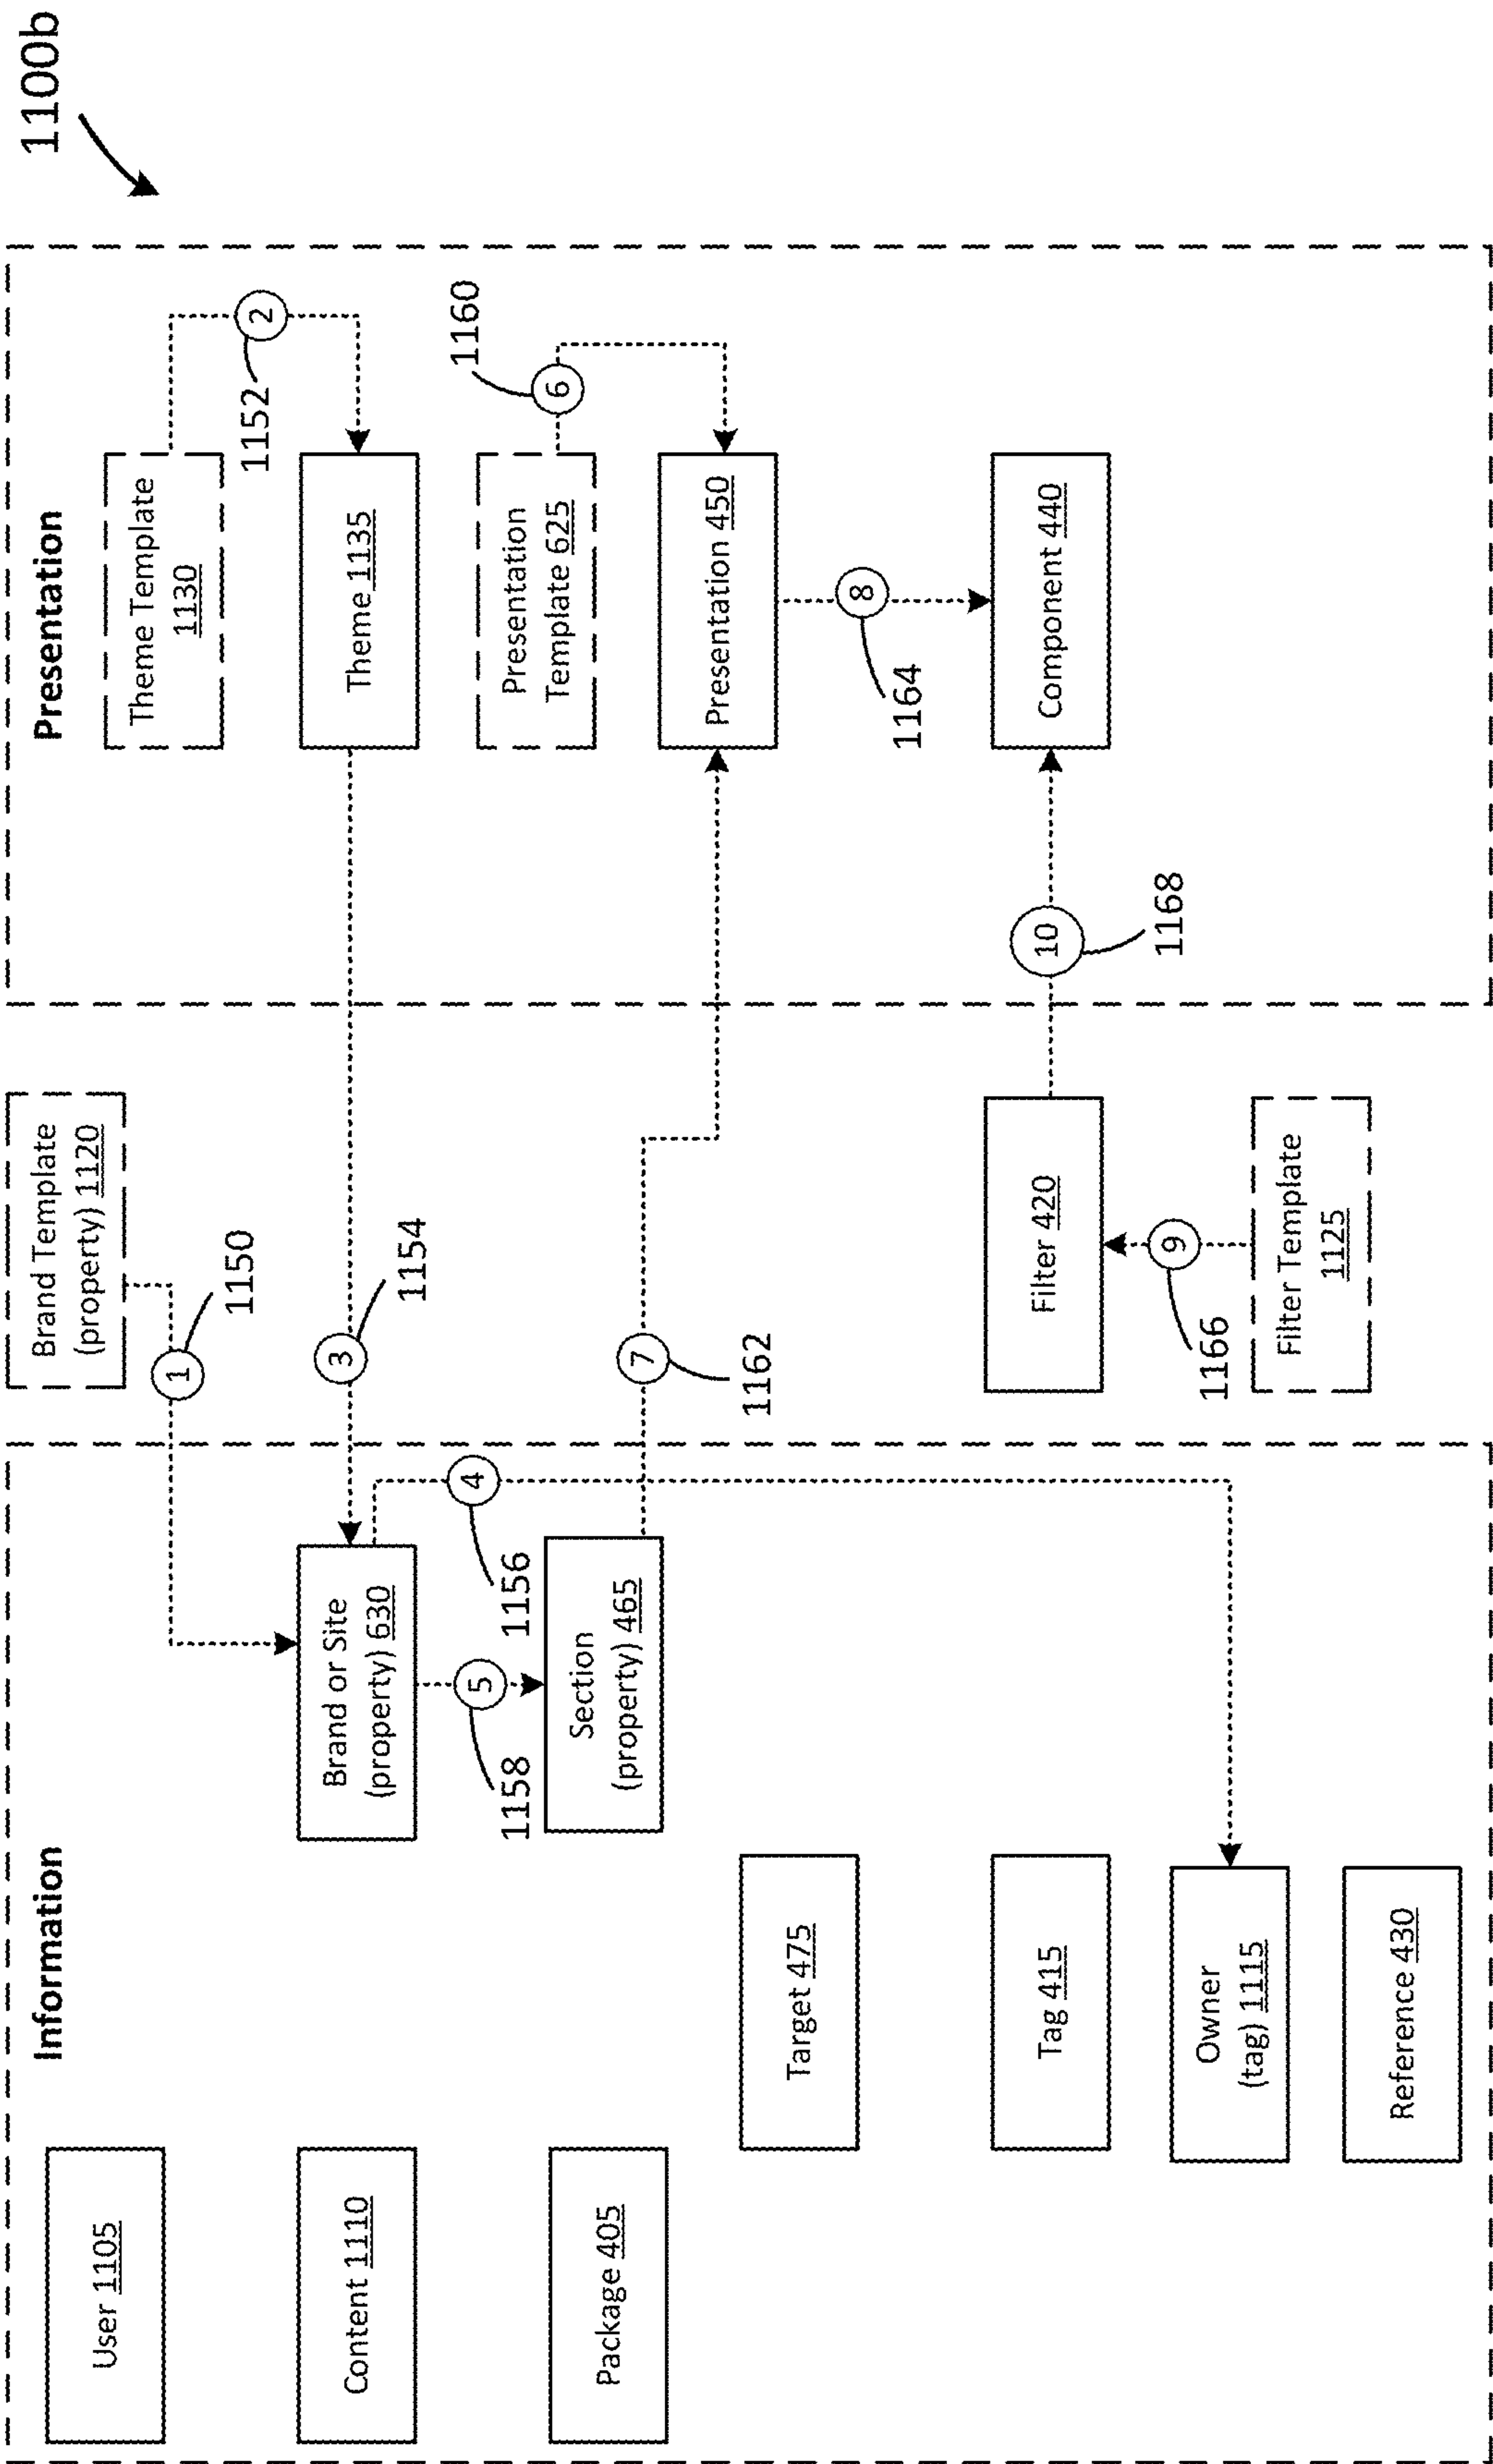 1100b
Information
User 1105
Content 1110
Package 405
Brand or Site
(property) 630
Section
(property) 465
Target 475
Tag 415
Owner
(tag) 1115
Reference 430
4
1156
5
1158
Brand Template
(property) 1120
1
1150
3
1154
7
1162
Filter 420
9
1166
Filter Template
1125
Presentation
Theme Template
1130
2
1152
Theme 1135
Presentation
Template 625
6
1160
Presentation 450
8
1164
Component 440
10
1168